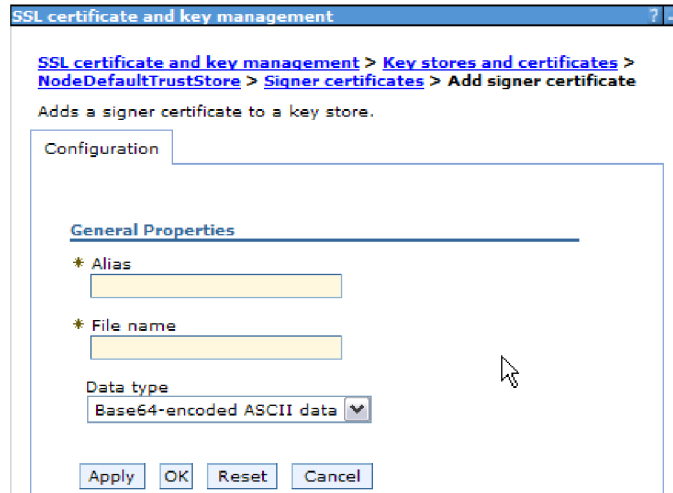 SSL certificate and key management ? -
SSL certificate and key management > Key stores and certificates >
NodeDefaultTrustStore > Signer certificates > Add signer certificate
Adds a signer certificate to a key store.
Configuration
General Properties
* Alias
* File name
Data type
Base64-encoded ASCII data
Apply OK Reset Cancel